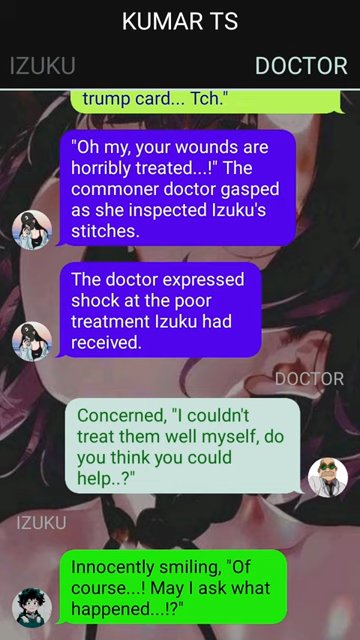 KUMAR TS
IZUKU
DOCTOR
trump card... Tch."
"Oh my, your wounds are
horribly treated...!" The
commoner doctor gasped
as she inspected Izuku's
stitches.
The doctor expressed
shock at the poor
treatment Izuku had
received.
DOCTOR
Concerned, "I couldn't
treat them well myself, do
you think you could
help..?"
IZUKU
Innocently smiling, "Of
course...! May I ask what
happened...!?"